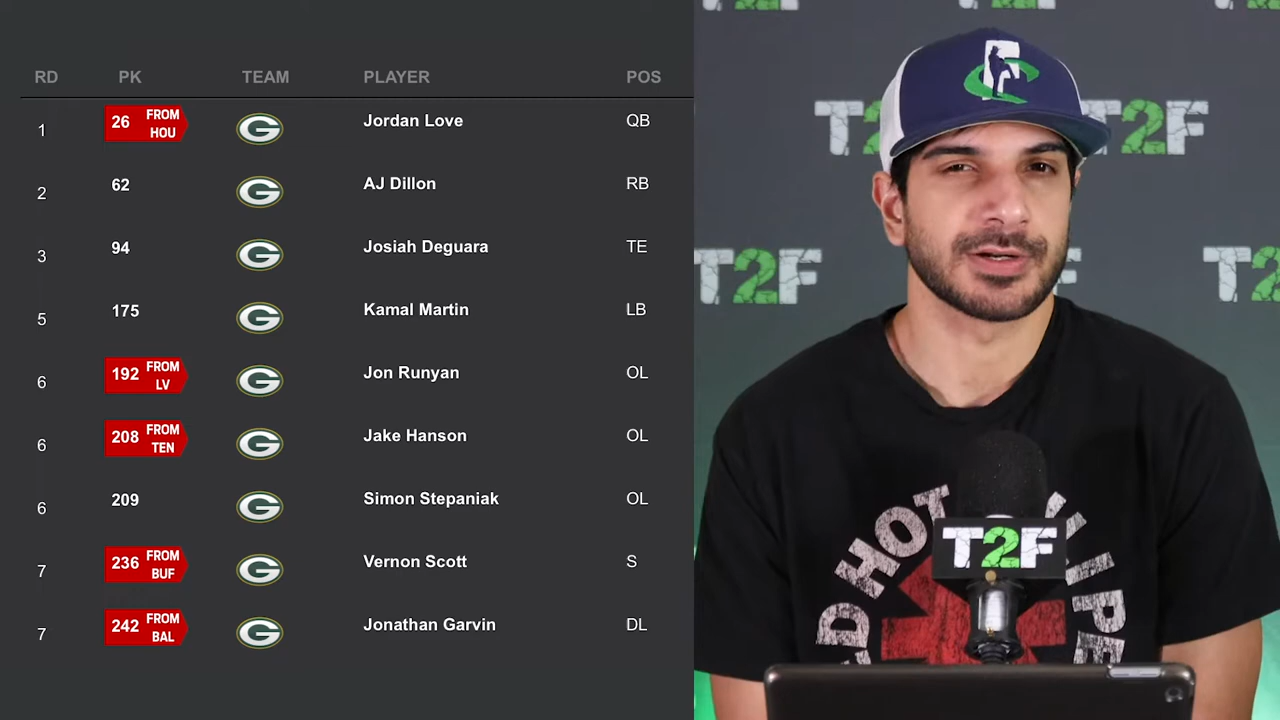 RD PK TEAM PLAYER POS
1 26 FROM HOU G Jordan Love QB
2 62 G AJ Dillon RB
3 94 G Josiah Deguara TE
5 175 G Kamal Martin LB
6 192 FROM LV G Jon Runyan OL
6 208 FROM TEN G Jake Hanson OL
6 209 G Simon Stepaniak OL
7 236 FROM BUF G Vernon Scott S
7 242 FROM BAL G Jonathan Garvin DL
T2F
T2F
T2F
T2F
D HOT
T2F